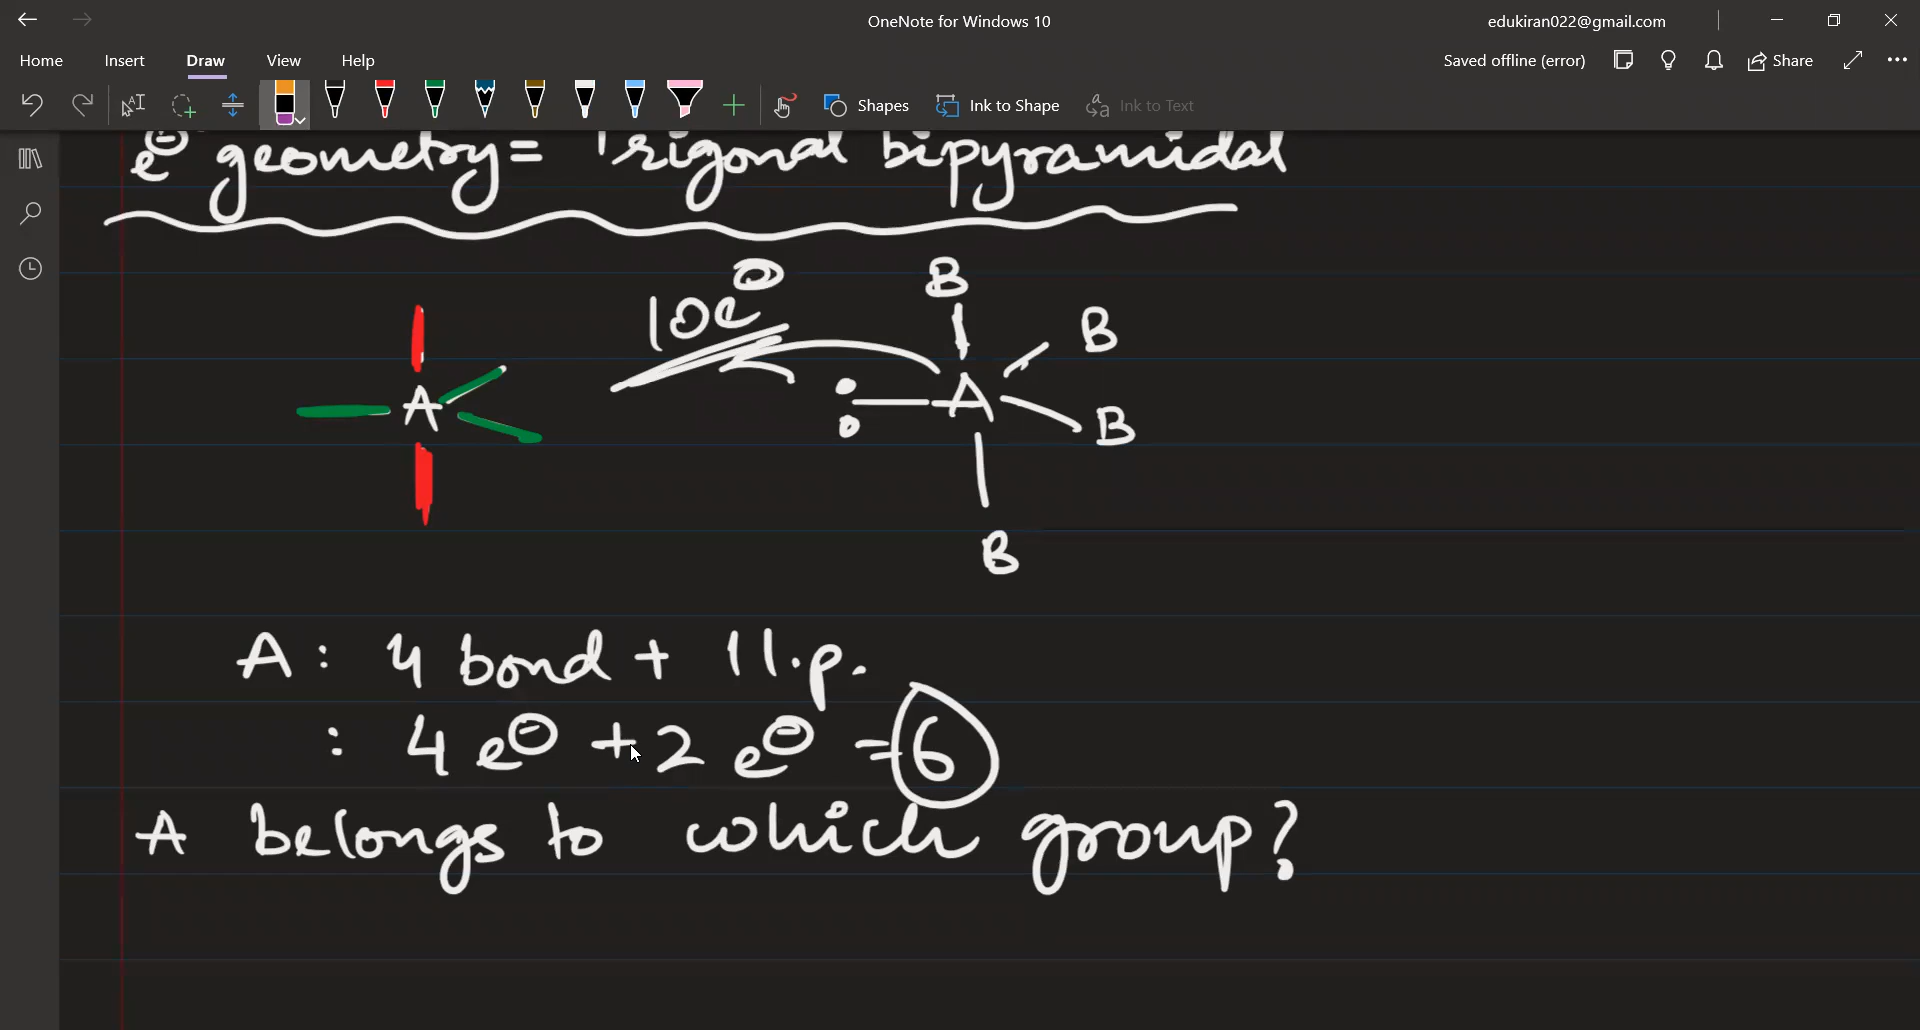 OneNote for Windows 10
edukiran022@gmail.com
Home Insert Draw View Help
Saved offline (error) Share
Shapes Ink to Shape Ink to Text
e⊖ geometry = Trigonal bipyramidal
10e⊖
B
B
A
: A
B
B
A : 4 bond + 1 l.p.
: 4 e⊖ + 2 e⊖ = 6
A belongs to which group?